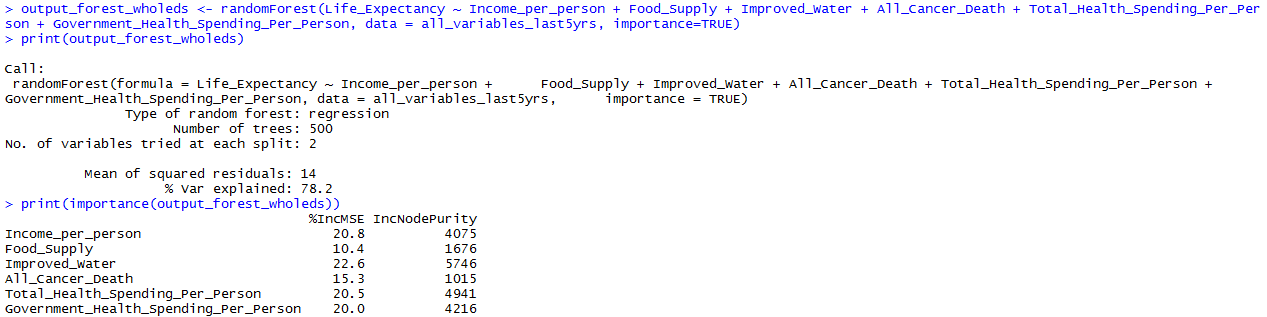 > output_forest_wholeds <- randomForest(Life_Expectancy ~ Income_per_person + Food_Supply + Improved_Water + All_Cancer_Death + Total_Health_Spending_Per_Per
son + Government_Health_Spending_Per_Person, data = all_variables_last5yrs, importance=TRUE)
> print(output_forest_wholeds)
Call:
randomForest(formula = Life_Expectancy ~ Income_per_person + Food_Supply + Improved_Water + All_Cancer_Death + Total_Health_Spending_Per_Person +
Government_Health_Spending_Per_Person, data = all_variables_last5yrs, importance = TRUE)
Type of random forest: regression
Number of trees: 500
No. of variables tried at each split: 2
Mean of squared residuals: 14
% Var explained: 78.2
> print(importance(output_forest_wholeds))
%IncMSE IncNodePurity
Income_per_person 20.8 4075
Food_Supply 10.4 1676
Improved_Water 22.6 5746
All_Cancer_Death 15.3 1015
Total_Health_Spending_Per_Person 20.5 4941
Government_Health_Spending_Per_Person 20.0 4216